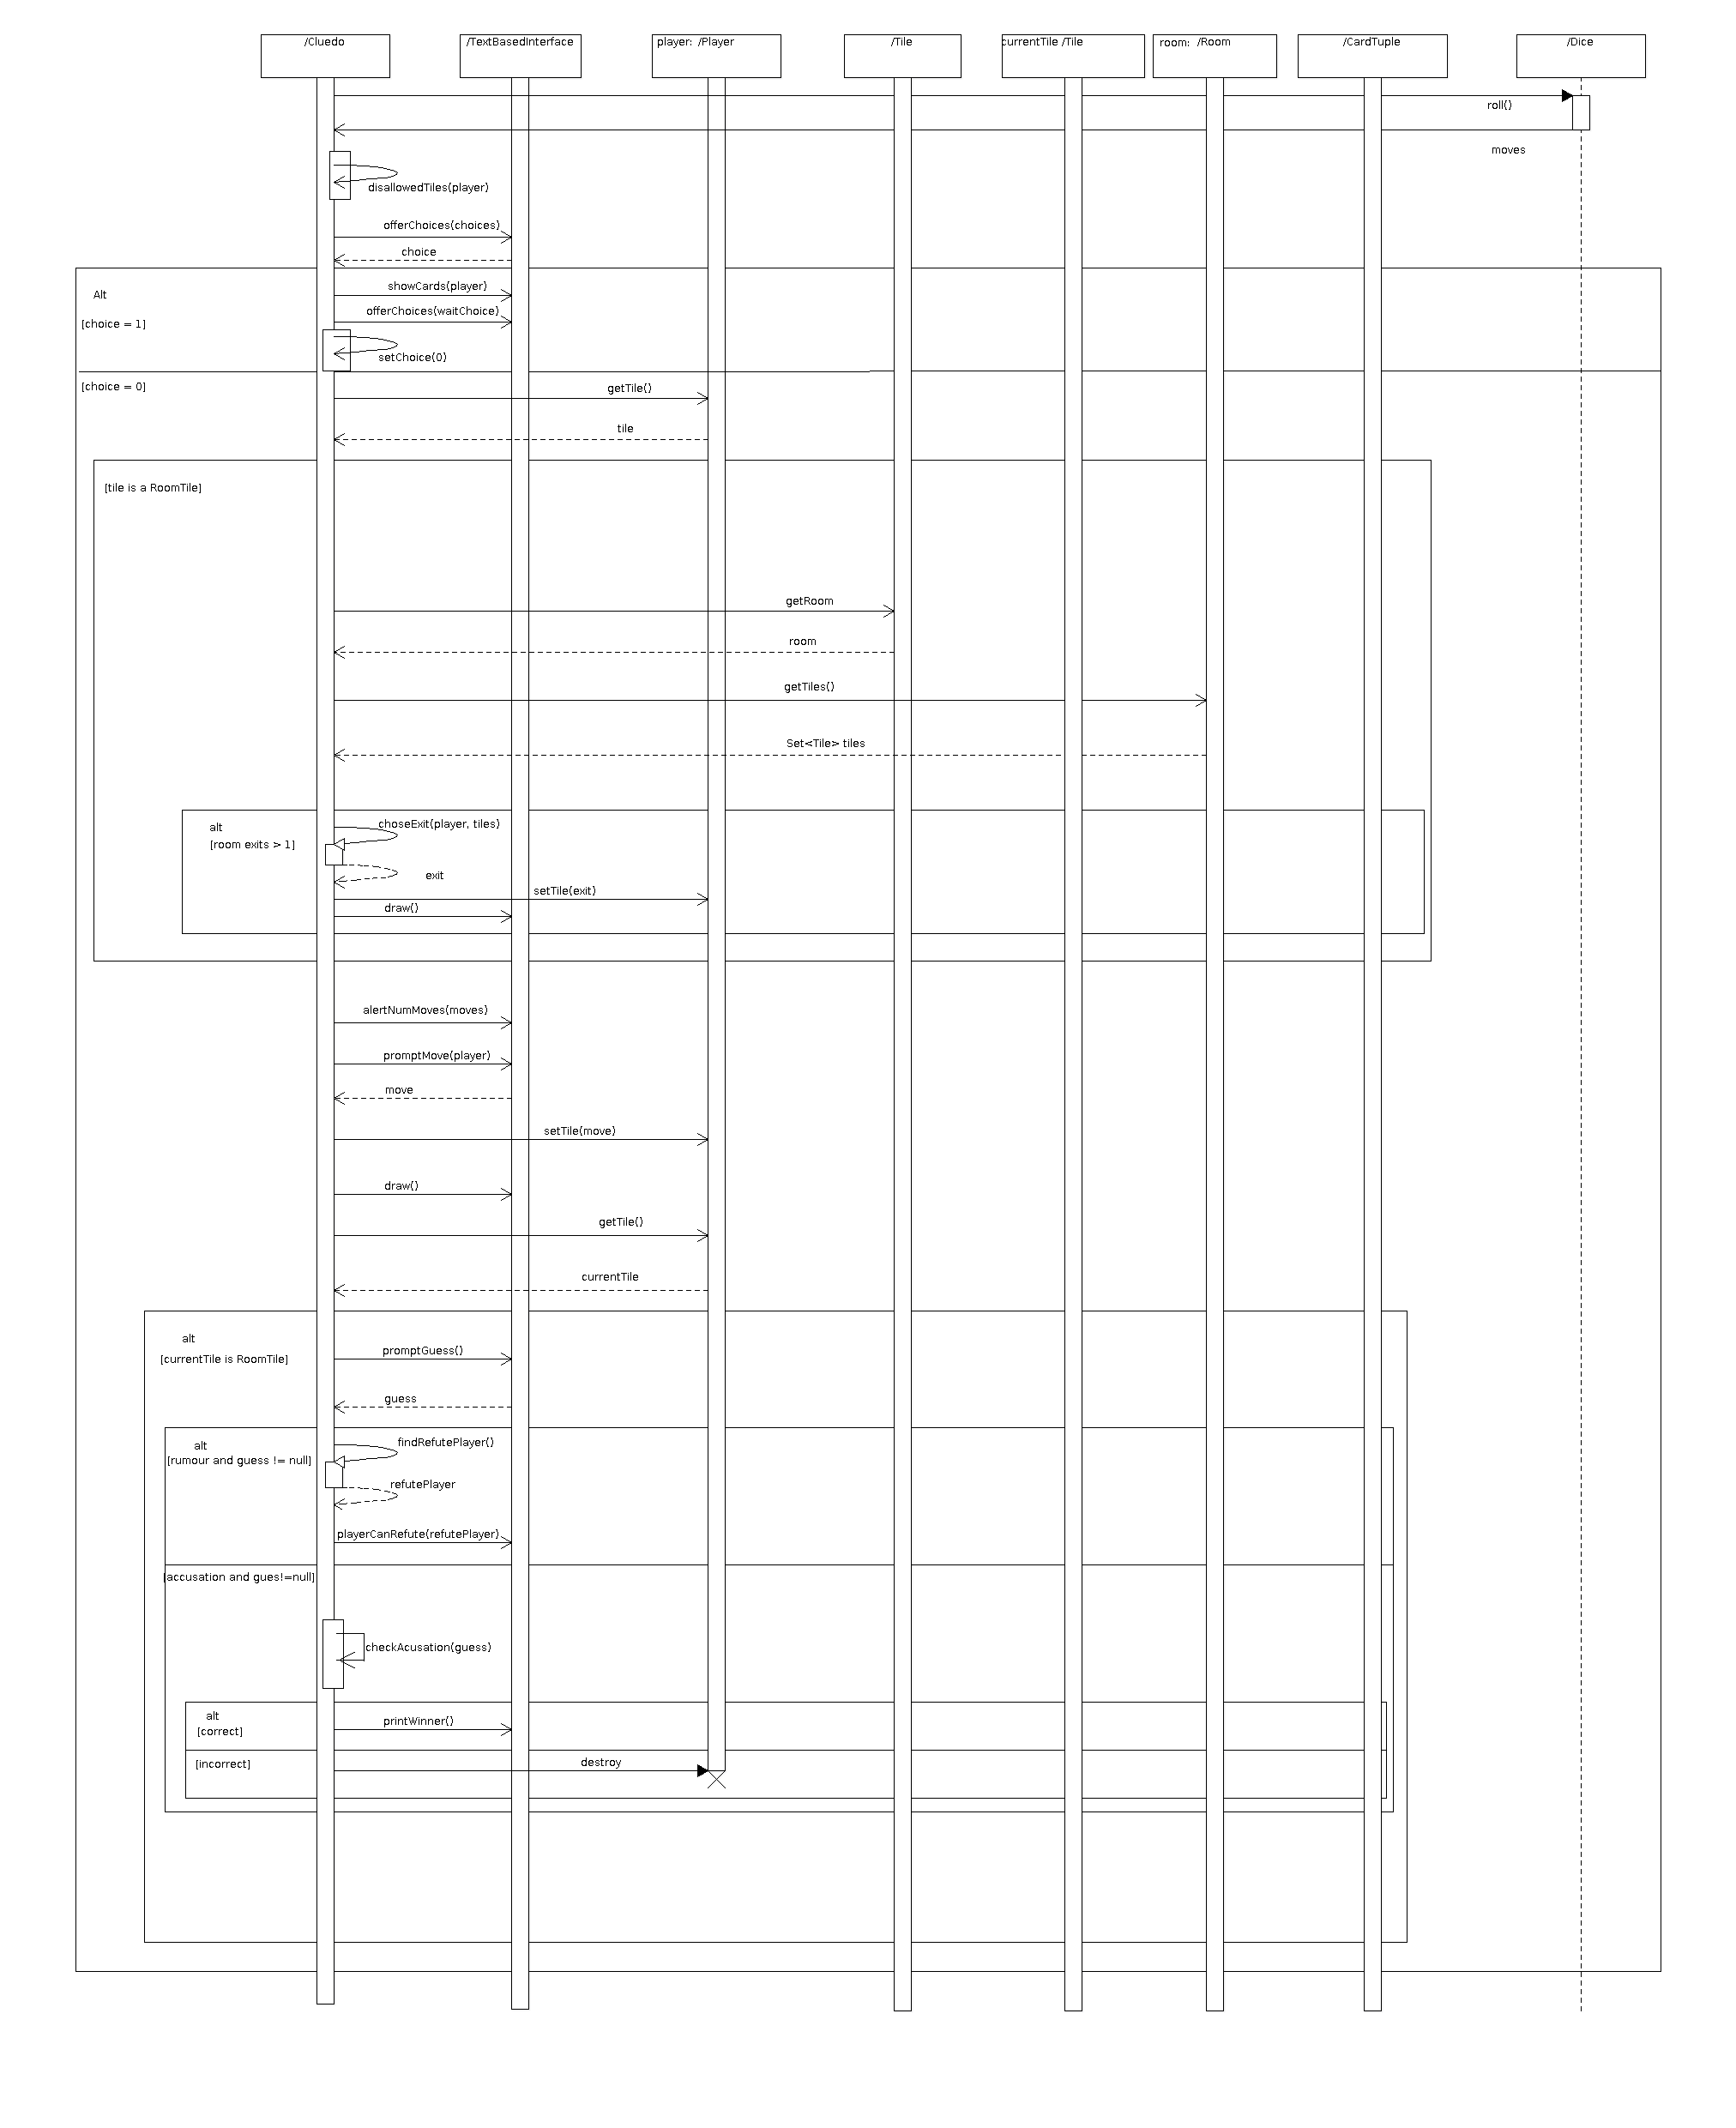 /Cluedo
/TextBasedInterface
player: /Player
/Tile
currentTile /Tile
room: /Room
/CardTuple
/Dice
roll()
moves
disallowedTiles(player)
offerChoices(choices)
choice
showCards(player)
Alt
offerChoices(waitChoice)
[choice = 1]
setChoice(0)
[choice = 0]
getTile()
tile
[tile is a RoomTile]
getRoom
room
getTiles()
Set<Tile> tiles
choseExit(player, tiles)
alt
[room exits > 1]
exit
setTile(exit)
draw()
alertNumMoves(moves)
promptMove(player)
move
setTile(move)
draw()
getTile()
currentTile
alt
promptGuess()
[currentTile is RoomTile]
guess
findRefutePlayer()
alt
[rumour and guess != null]
refutePlayer
playerCanRefute(refutePlayer)
[accusation and gues!=null]
checkAcusation(guess)
alt
printWinner()
[correct]
destroy
[incorrect]